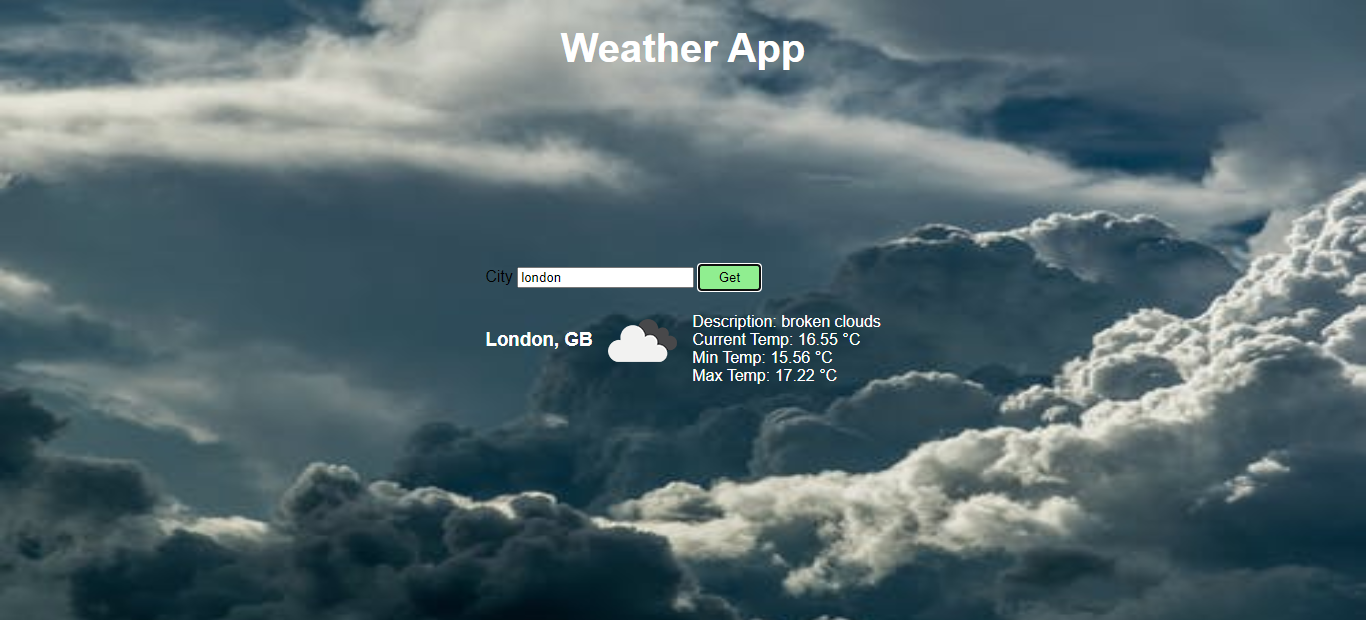 Weather App
City london Get
London, GB
Description: broken clouds
Current Temp: 16.55 °C
Min Temp: 15.56 °C
Max Temp: 17.22 °C